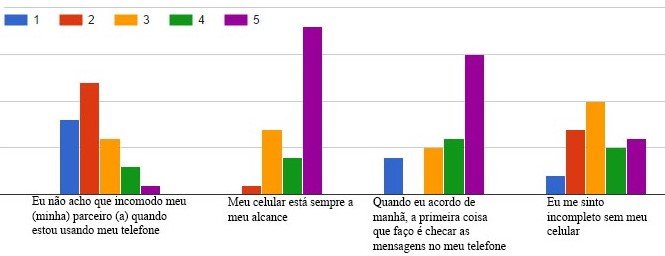 1 2 3 4 5
Eu não acho que incomodo meu
(minha) parceiro (a) quando
estou usando meu telefone
Meu celular está sempre a
meu alcance
Quando eu acordo de
manhã, a primeira coisa
que faço é checar as
mensagens no meu telefone
Eu me sinto
incompleto sem meu
celular